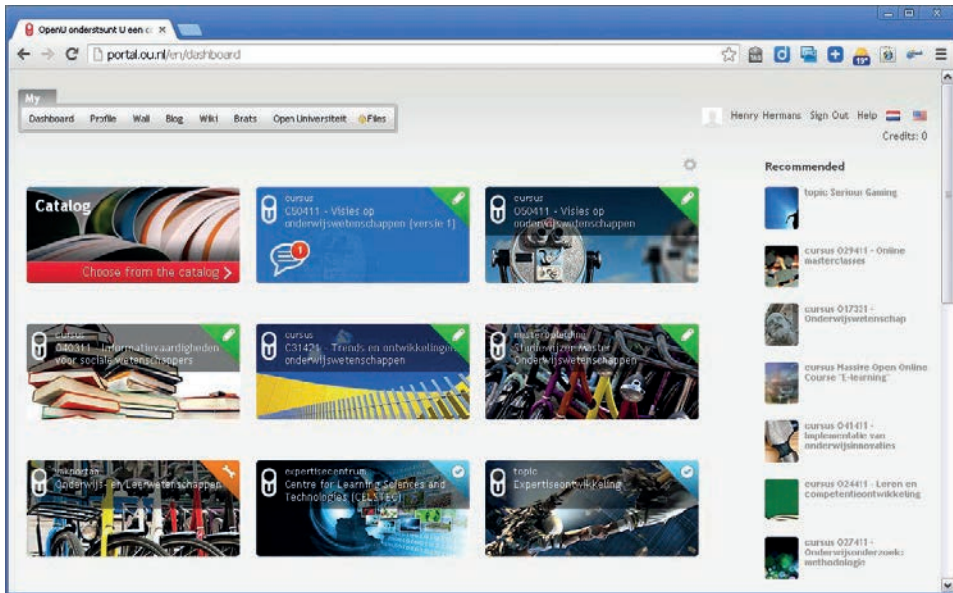 OpenU onderstsunt U een co
portal.ou.nl/en/dashboard
15°
My
Dashboard Profile Wall Blog Wiki Brats Open Universiteit Files
Henry Hermans Sign Out Help
Credits: 0
Recommended
Catalog
Choose from the catalog
cursus
C50411 - Visies op
onderwijswetenschappen (versie 1)
1
cursus
O50411 - Visies op
onderwijswetenschappen
cursus
O40311 - Informatievaardigheden
voor sociale wetenschappers
cursus
C31421 - Trends en ontwikkelingen
onderwijswetenschappen
masteropleiding
Studiewijzer Master
Onderwijswetenschappen
Onderwijs- en Leerwetenschappen
expertisecentrum
Centre for Learning Sciences and
Technologies (CELSTEC)
topic
Expertiseontwikkeling
topic Serious Gaming
cursus O29411 - Online
masterclasses
cursus O17331 -
Onderwijswetenschap
cursus Massive Open Online
Course "E-learning"
cursus O41411 -
Implementatie van
onderwijsinnovaties
cursus O24411 - Leren en
competentieontwikkeling
cursus O27411 -
Onderwijsonderzoek:
methodologie